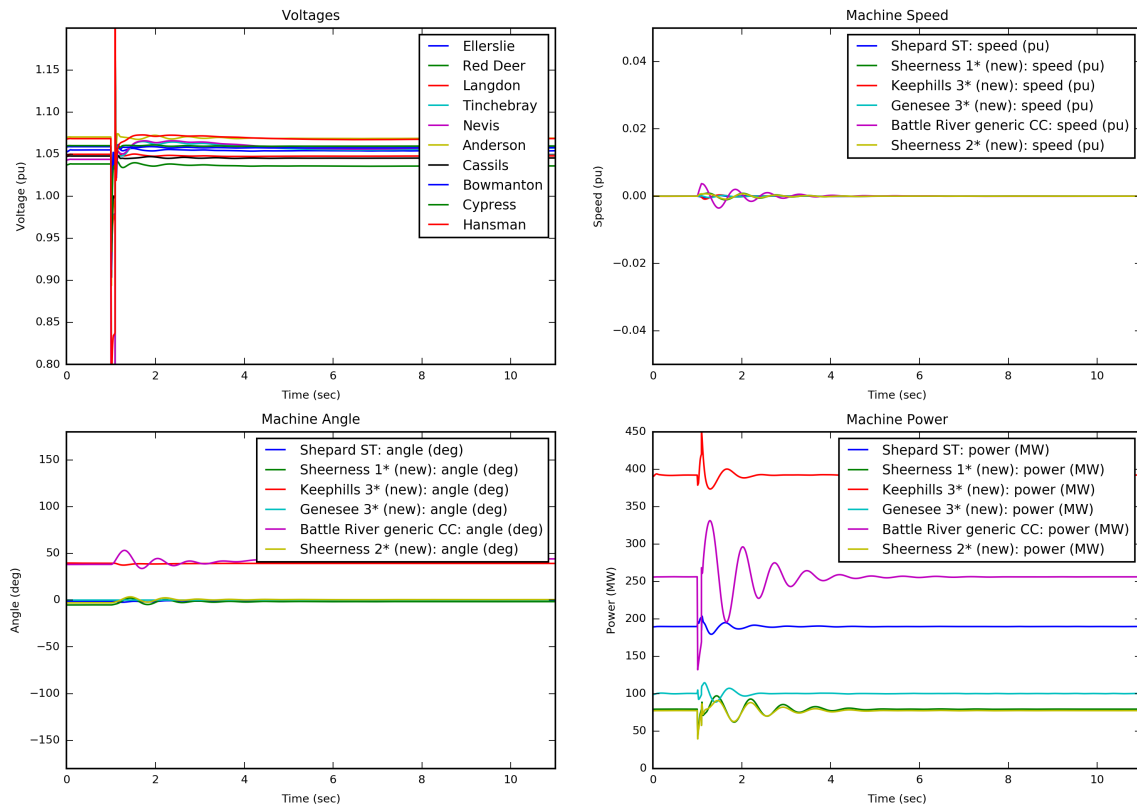 Voltages
Voltage (pu)
1.15
1.10
1.05
1.00
0.95
0.90
0.85
0.80
0 2 4 6 8 10
Time (sec)
Ellerslie
Red Deer
Langdon
Tinchebray
Nevis
Anderson
Cassils
Bowmanton
Cypress
Hansman
Machine Speed
Speed (pu)
0.04
0.02
0.00
−0.02
−0.04
0 2 4 6 8 10
Time (sec)
Shepard ST: speed (pu)
Sheerness 1* (new): speed (pu)
Keephills 3* (new): speed (pu)
Genesee 3* (new): speed (pu)
Battle River generic CC: speed (pu)
Sheerness 2* (new): speed (pu)
Machine Angle
Angle (deg)
150
100
50
0
−50
−100
−150
0 2 4 6 8 10
Time (sec)
Shepard ST: angle (deg)
Sheerness 1* (new): angle (deg)
Keephills 3* (new): angle (deg)
Genesee 3* (new): angle (deg)
Battle River generic CC: angle (deg)
Sheerness 2* (new): angle (deg)
Machine Power
Power (MW)
450
400
350
300
250
200
150
100
50
0
0 2 4 6 8 10
Time (sec)
Shepard ST: power (MW)
Sheerness 1* (new): power (MW)
Keephills 3* (new): power (MW)
Genesee 3* (new): power (MW)
Battle River generic CC: power (MW)
Sheerness 2* (new): power (MW)